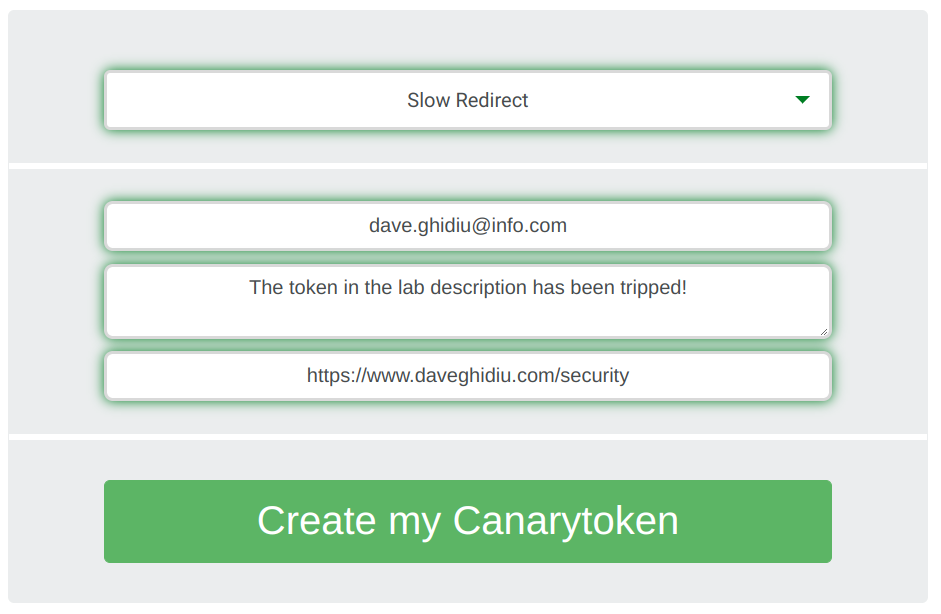 Slow Redirect
dave.ghidiu@info.com
The token in the lab description has been tripped!
https://www.daveghidiu.com/security
Create my Canarytoken